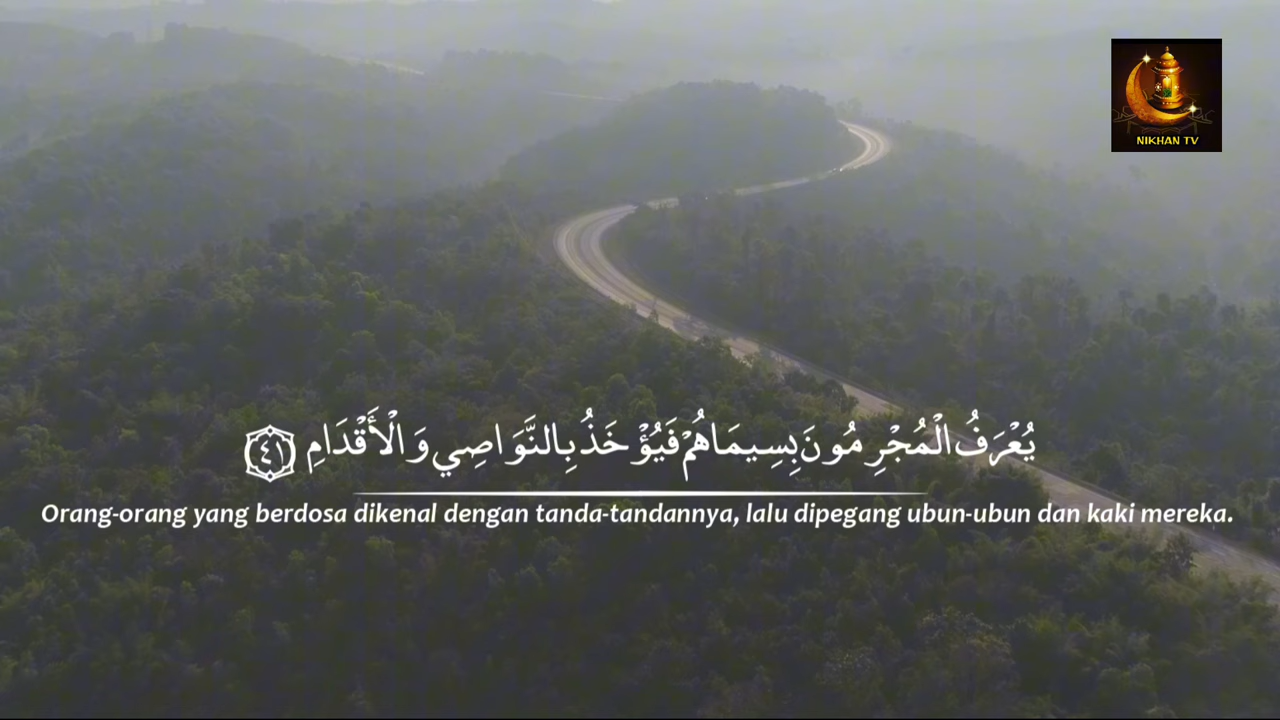 NIKHAN TV
يُعْرَفُ الْمُجْرِمُونَ بِسِيمَاهُمْ فَيُؤْخَذُ بِالنَّوَاصِي وَالْأَقْدَامِ ٤١
Orang-orang yang berdosa dikenal dengan tanda-tandannya, lalu dipegang ubun-ubun dan kaki mereka.